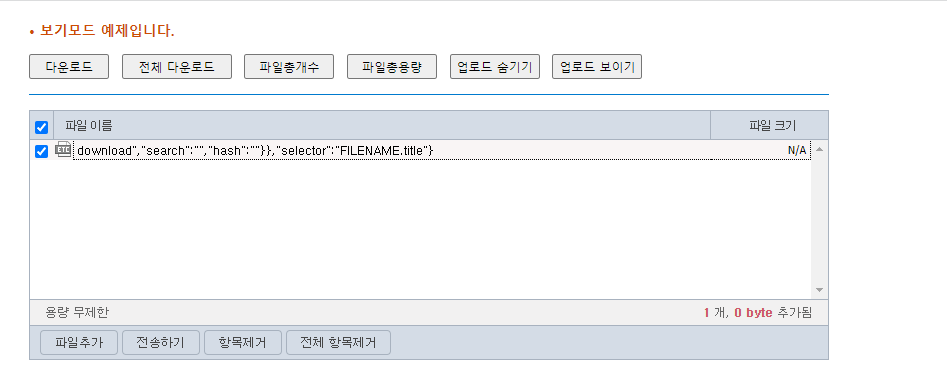 • 보기모드 예제입니다.
다운로드 전체 다운로드 파일총개수 파일총용량 업로드 숨기기 업로드 보이기
파일 이름 파일 크기
ETC download","search":"","hash":""}},"selector":"FILENAME.title"} N/A
용량 무제한 1 개, 0 byte 추가됨
파일추가 전송하기 항목제거 전체 항목제거